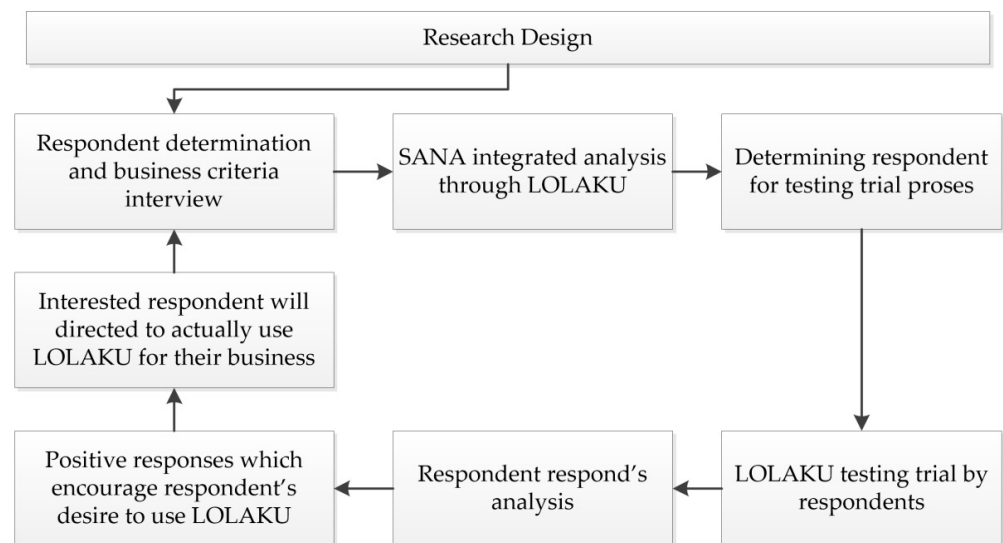 Research Design
Respondent determination
and business criteria
interview
SANA integrated analysis
through LOLAKU
Determining respondent
for testing trial proses
Interested respondent will
directed to actually use
LOLAKU for their business
Positive responses which
encourage respondent's
desire to use LOLAKU
Respondent respond's
analysis
LOLAKU testing trial by
respondents